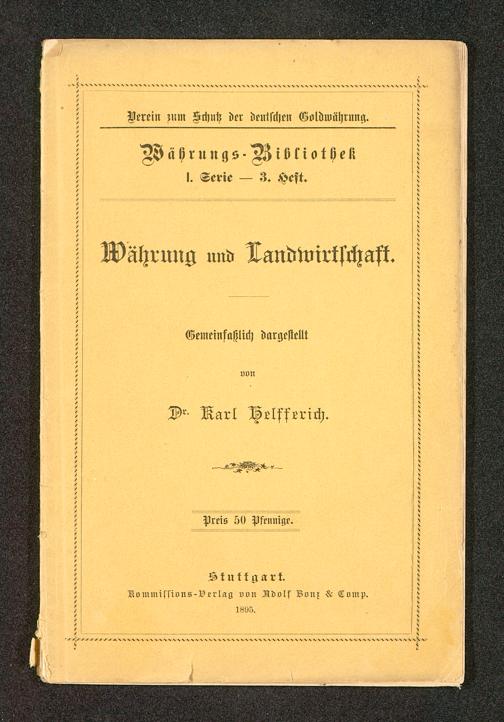 Verein zum Schutz der deutschen Goldwährung.
Währungs-Bibliothek
I. Serie — 3. Heft.
Währung und Landwirtschaft.
Gemeinfaßlich dargestellt
von
Dr. Karl Helfferich.
Preis 50 Pfennige.
Stuttgart.
Kommissions-Verlag von Adolf Bonz & Comp.
1895.